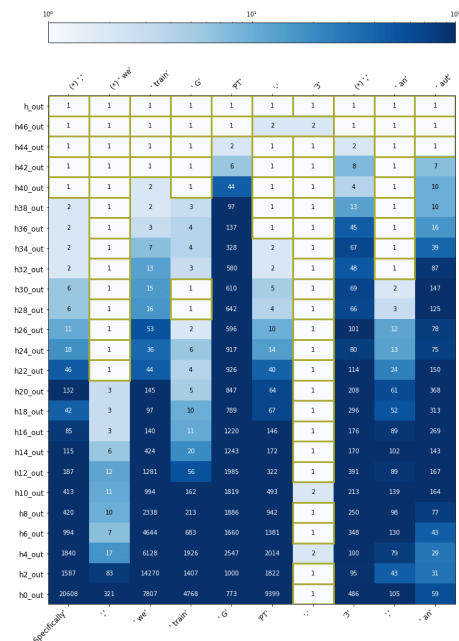 10⁰ 10¹ 10²
(*) ',' (*) ' we' ' train' ' G' 'PT' '-' '3' (*) ',' ' an' ' aut'
h_out 1 1 1 1 1 1 1 1 1 1
h46_out 1 1 1 1 1 2 2 1 1 1
h44_out 1 1 1 1 2 1 1 2 1 1
h42_out 1 1 1 1 6 1 1 8 1 7
h40_out 1 1 2 1 44 1 1 4 1 10
h38_out 2 1 2 3 97 1 1 13 1 10
h36_out 2 1 3 4 137 1 1 45 1 16
h34_out 2 1 7 4 328 2 1 67 1 39
h32_out 2 1 13 3 580 2 1 48 1 87
h30_out 6 1 15 1 610 5 1 69 2 147
h28_out 6 1 16 1 642 4 1 66 3 125
h26_out 11 1 53 2 596 10 1 101 12 78
h24_out 18 1 36 6 917 14 1 80 13 75
h22_out 46 1 44 4 926 40 1 114 24 150
h20_out 132 3 145 5 847 64 1 208 61 368
h18_out 42 3 97 10 789 67 1 296 52 313
h16_out 85 3 140 11 1220 146 1 176 89 269
h14_out 115 6 424 20 1243 172 1 170 102 143
h12_out 187 12 1281 56 1985 322 1 391 89 167
h10_out 413 11 994 162 1819 493 2 213 139 164
h8_out 420 10 2338 213 1886 942 1 250 98 77
h6_out 994 7 4644 683 1660 1381 1 348 130 43
h4_out 1840 17 6128 1926 2547 2014 2 100 79 29
h2_out 1587 83 14270 1407 1000 1822 1 95 43 31
h0_out 20608 321 7807 4768 773 9399 1 486 105 59
Specifically' ',' ' we' ' train' ' G' 'PT' '-' '3' ',' ' an'